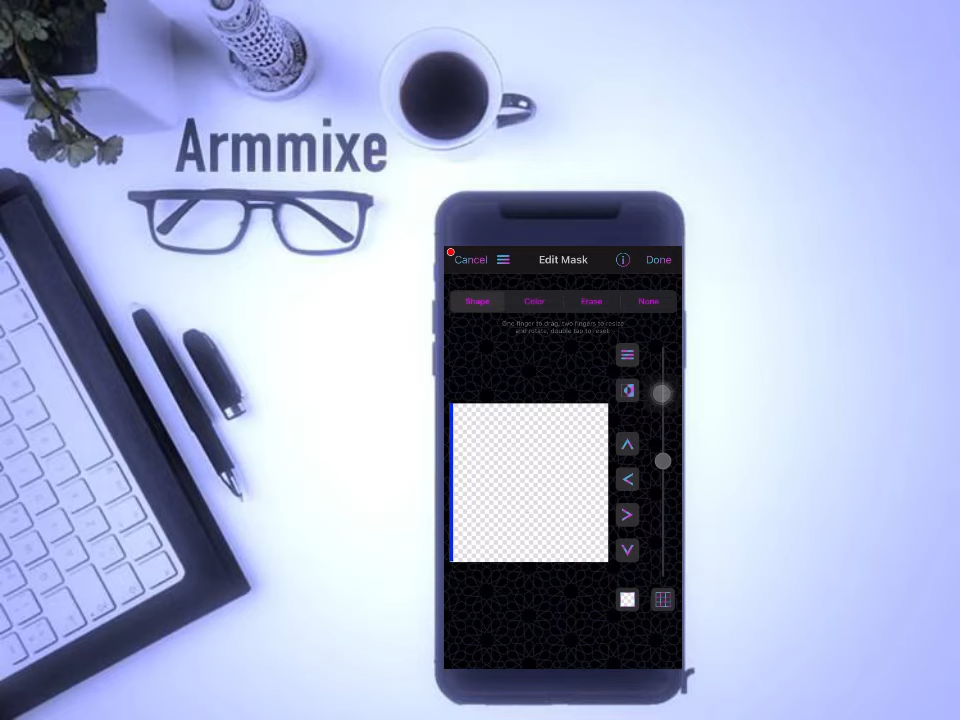 Armmixe
Cancel
Edit Mask
Done
Shape
Color
Erase
None
One finger to drag, two fingers to resize
and rotate, double tap to reset.
r